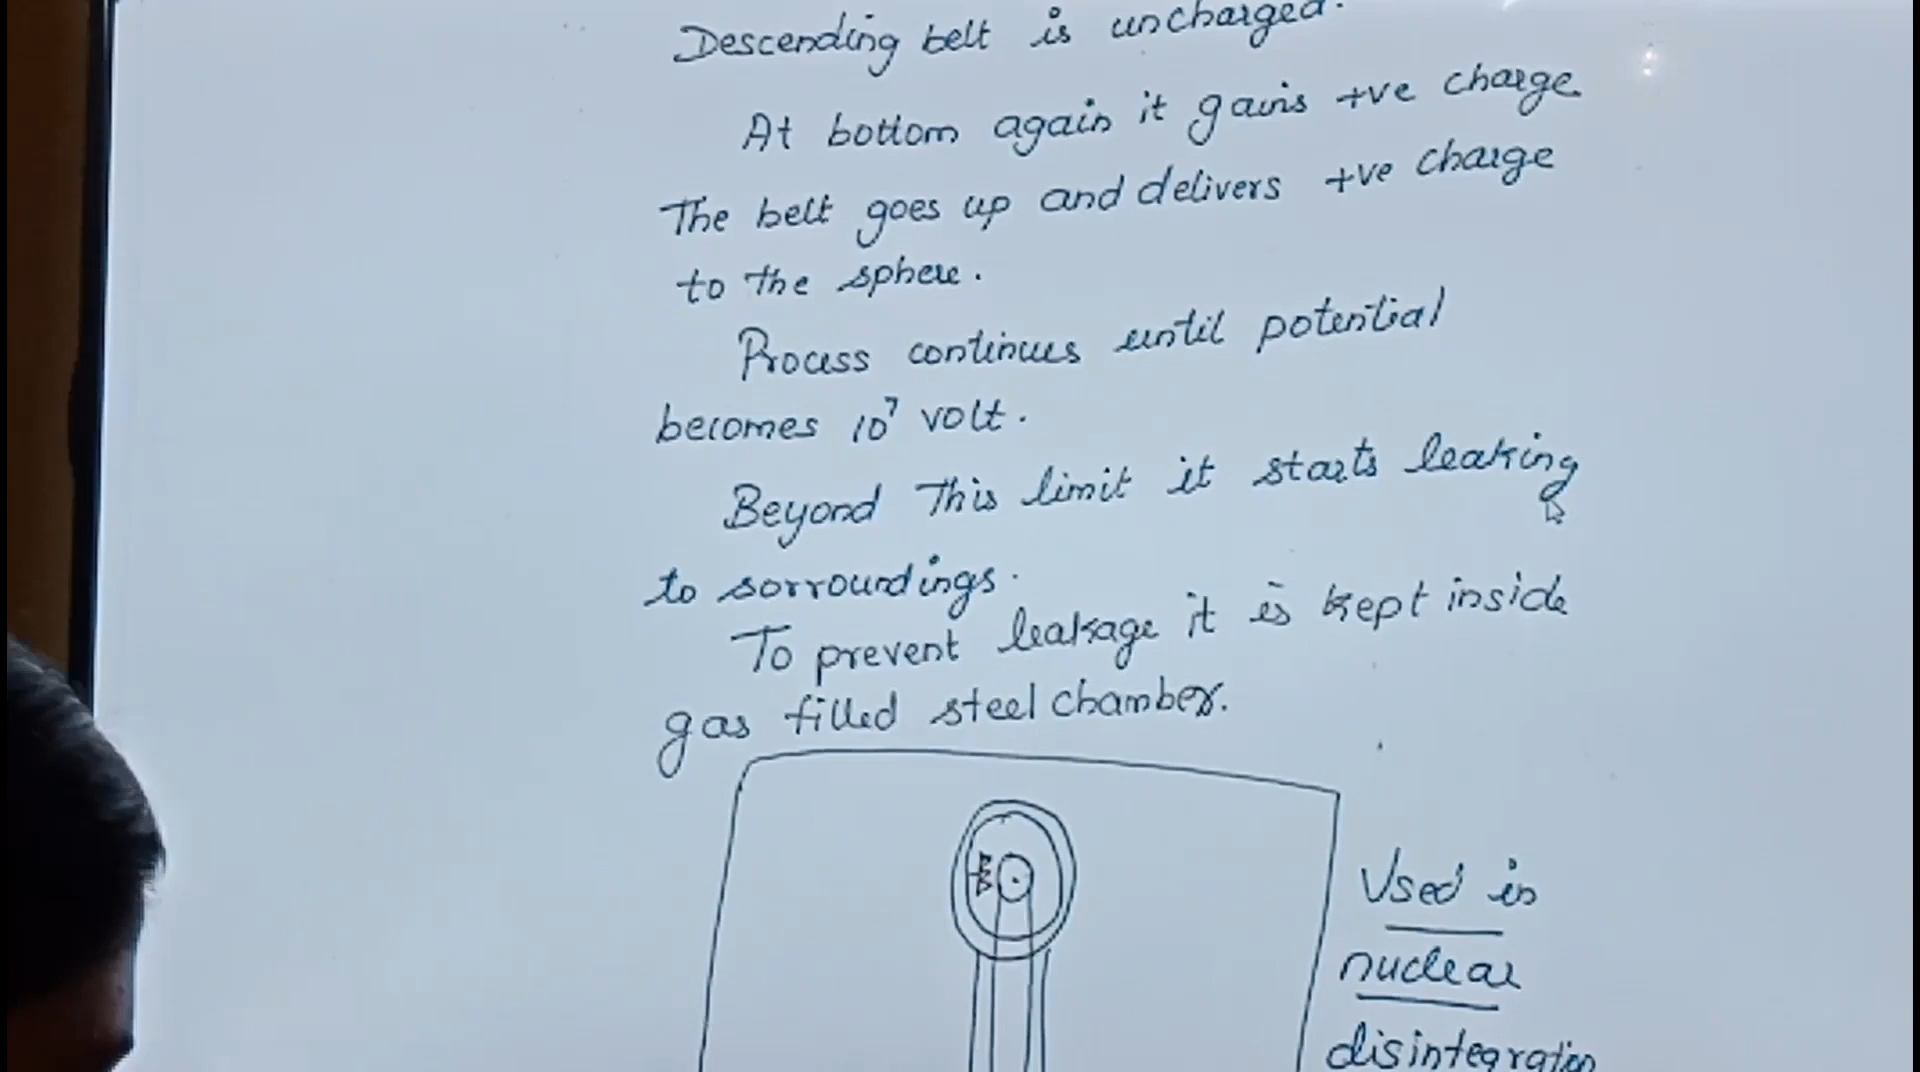 Descending belt is uncharged.
At bottom again it gains +ve charge
The belt goes up and delivers +ve charge
to the sphere.
Process continues until potential
becomes 10⁷ volt.
Beyond This limit it starts leaking
to sorroundings.
To prevent leakage it is kept inside
gas filled steel chamber.
Used in
nuclear
disintegration